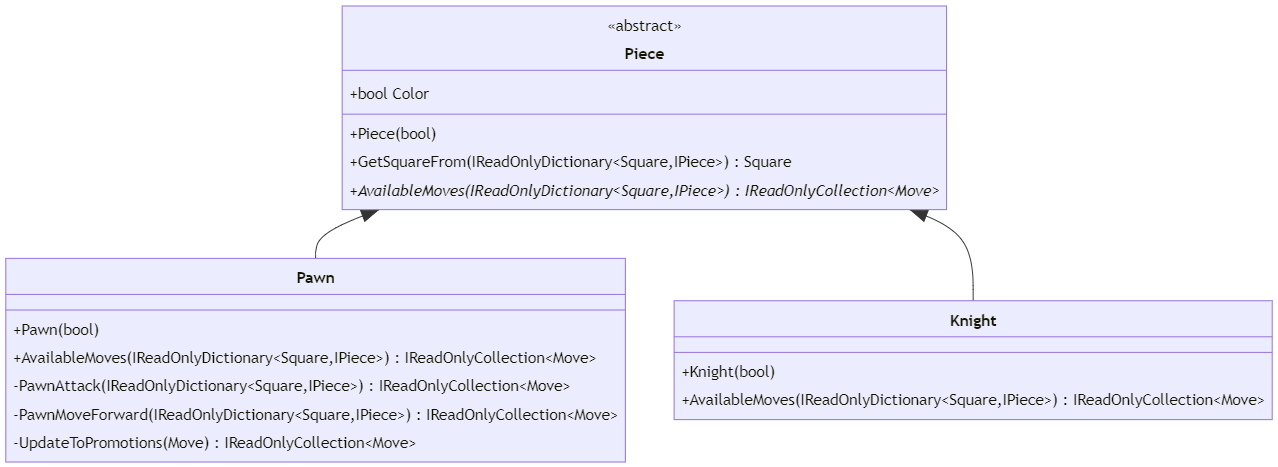 «abstract»
Piece
+bool Color
+Piece(bool)
+GetSquareFrom(IReadOnlyDictionary<Square,IPiece>) : Square
+AvailableMoves(IReadOnlyDictionary<Square,IPiece>) : IReadOnlyCollection<Move>
Pawn
+Pawn(bool)
+AvailableMoves(IReadOnlyDictionary<Square,IPiece>) : IReadOnlyCollection<Move>
-PawnAttack(IReadOnlyDictionary<Square,IPiece>) : IReadOnlyCollection<Move>
-PawnMoveForward(IReadOnlyDictionary<Square,IPiece>) : IReadOnlyCollection<Move>
-UpdateToPromotions(Move) : IReadOnlyCollection<Move>
Knight
+Knight(bool)
+AvailableMoves(IReadOnlyDictionary<Square,IPiece>) : IReadOnlyCollection<Move>